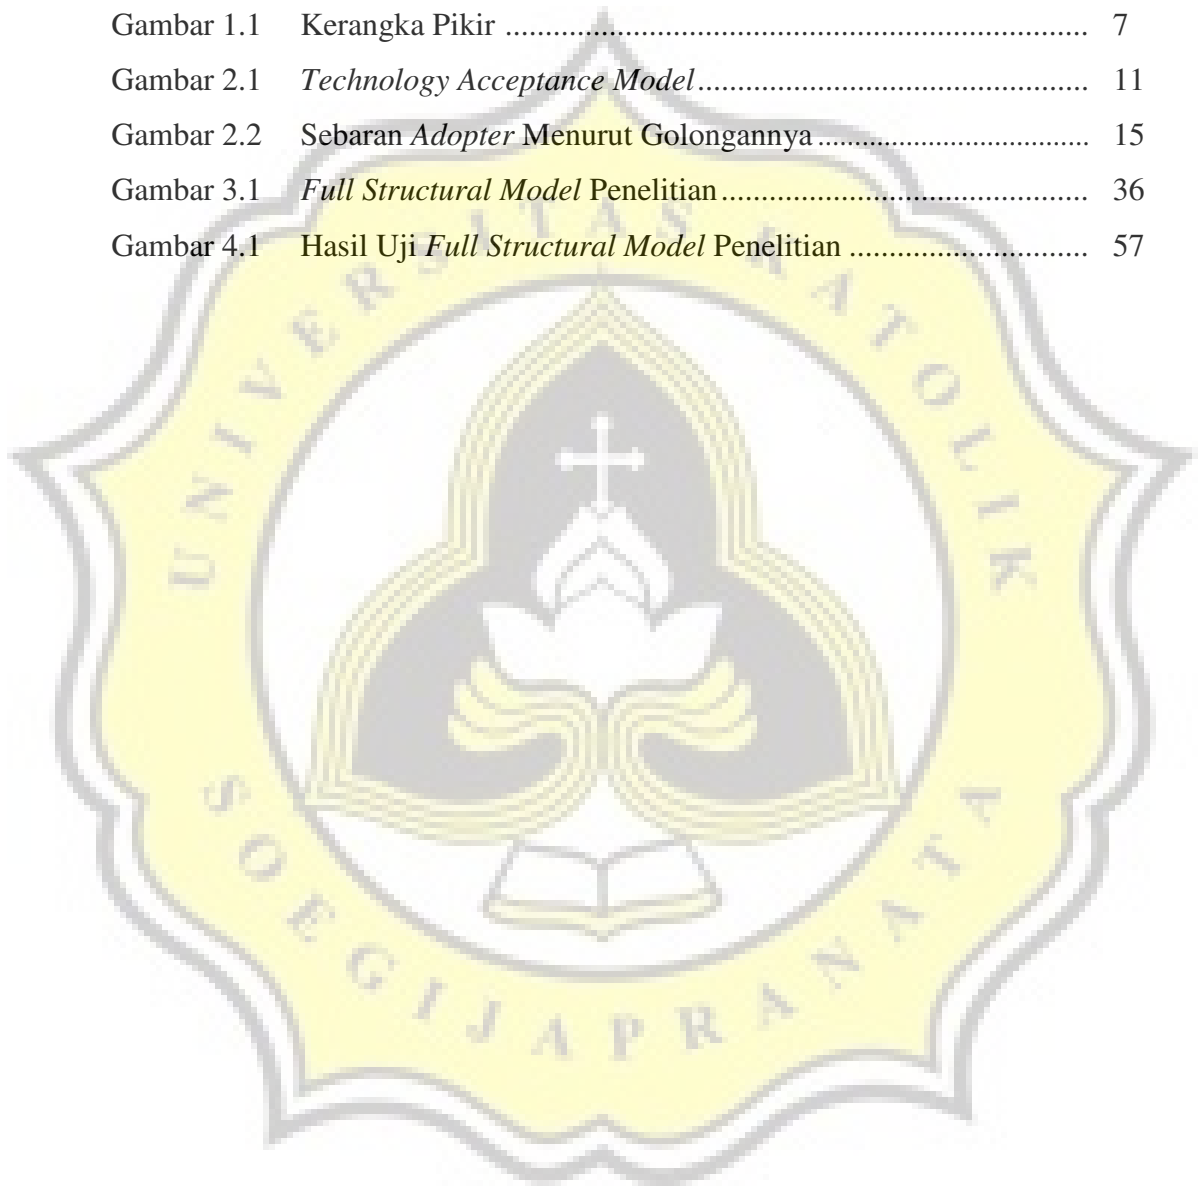 Gambar 1.1 Kerangka Pikir .......................................................................... 7
Gambar 2.1 Technology Acceptance Model .................................................. 11
Gambar 2.2 Sebaran Adopter Menurut Golongannya ................................... 15
Gambar 3.1 Full Structural Model Penelitian ............................................... 36
Gambar 4.1 Hasil Uji Full Structural Model Penelitian .............................. 57
UNIVERSITAS KATOLIK
SOEGIJAPRANATA